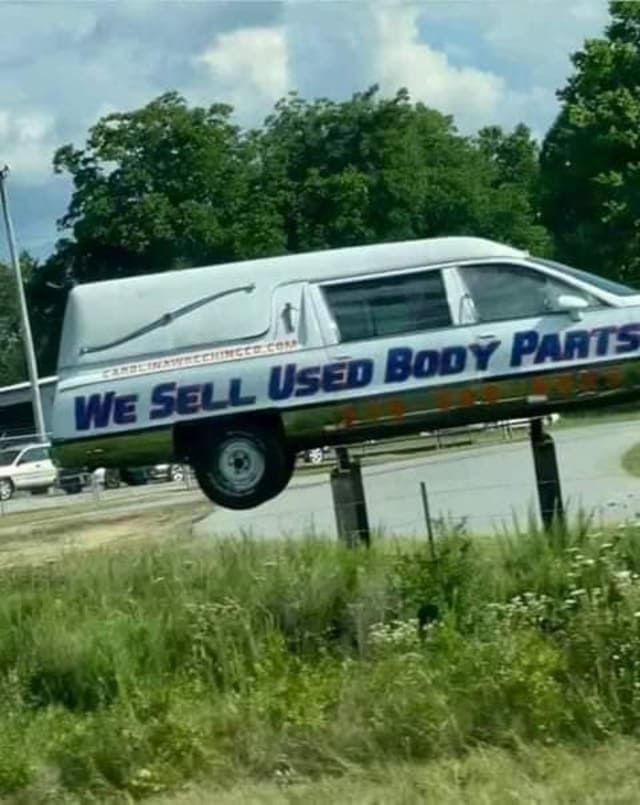 CAROLINAWRECKINGCO.COM
WE SELL USED BODY PARTS